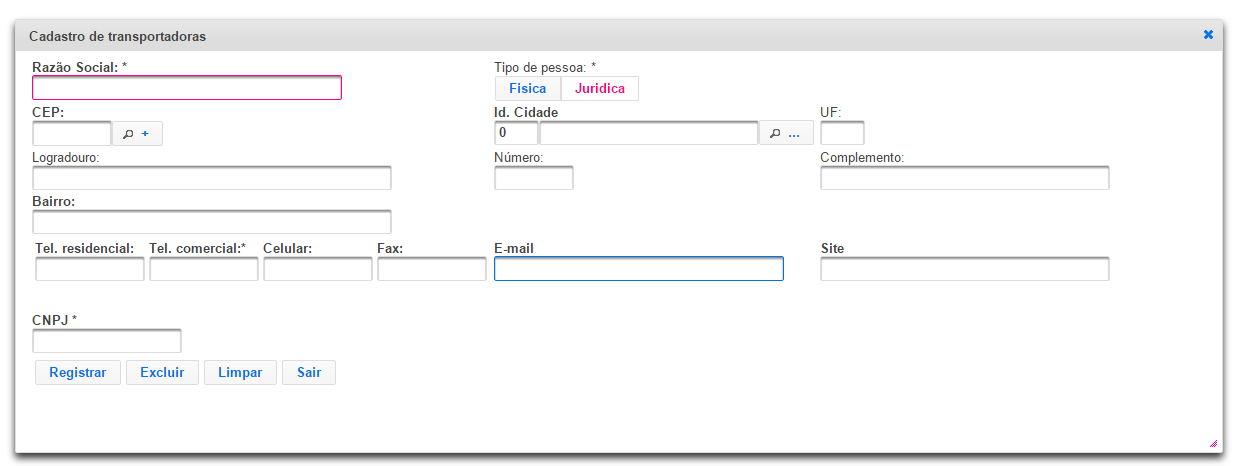 Cadastro de transportadoras
Razão Social: * Tipo de pessoa: *
Fisica Juridica
CEP: Id. Cidade UF:
+ 0 ...
Logradouro: Número: Complemento:
Bairro:
Tel. residencial: Tel. comercial:* Celular: Fax: E-mail Site
CNPJ *
Registrar Excluir Limpar Sair